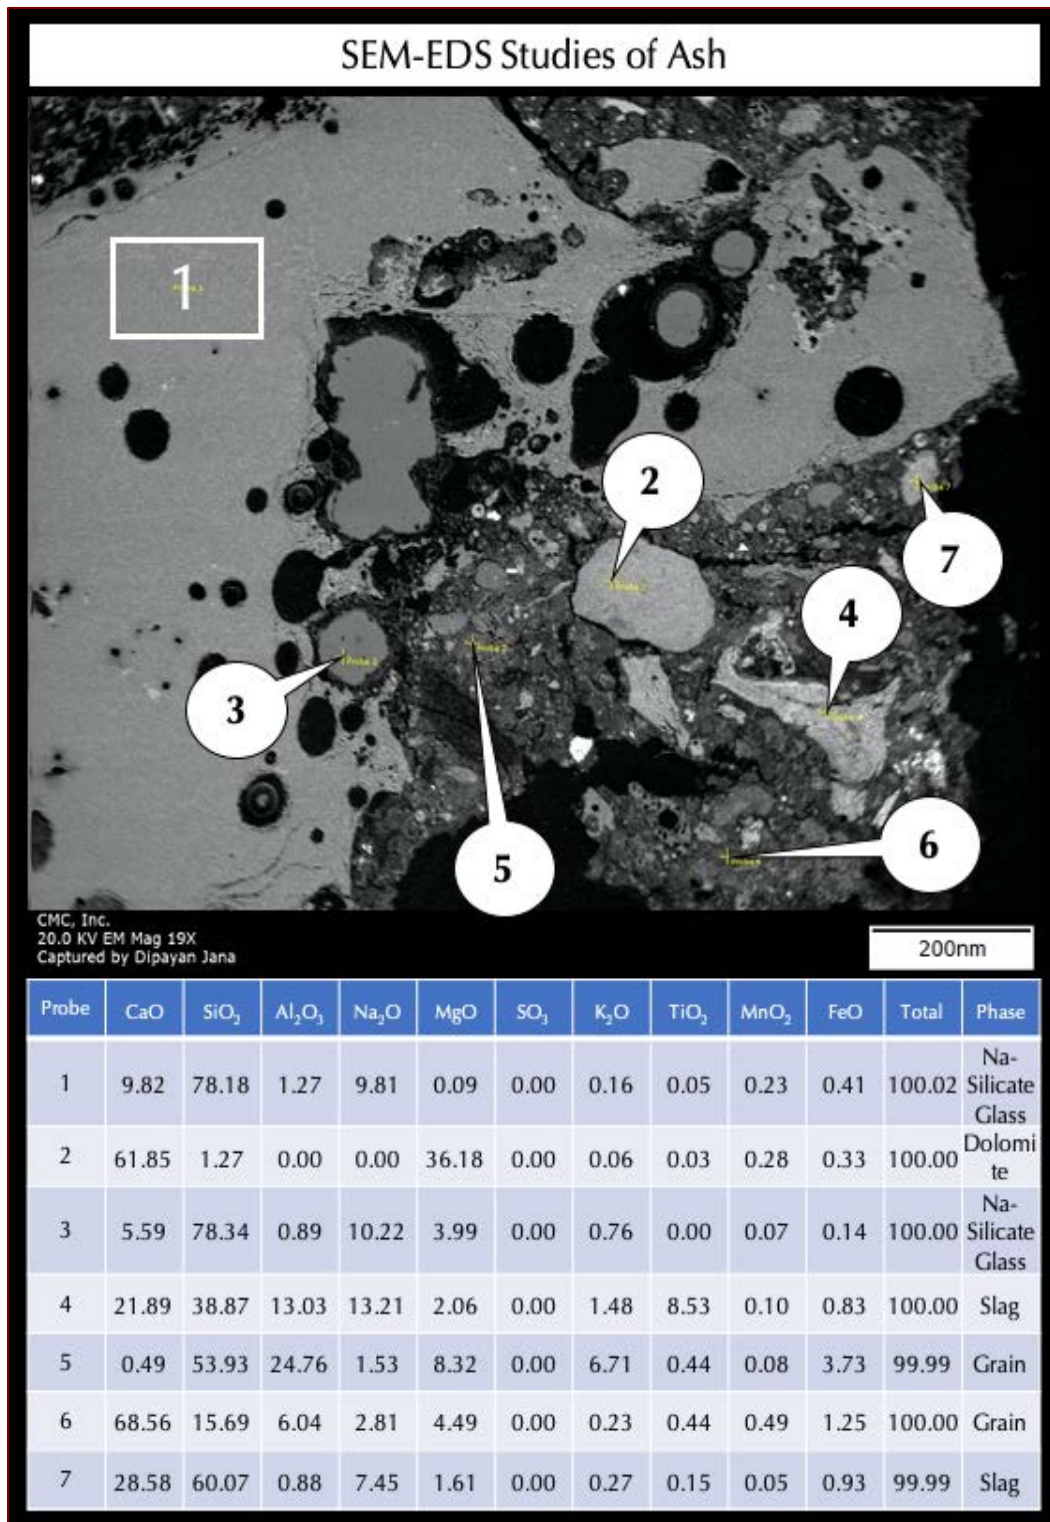 SEM-EDS Studies of Ash
1
2
7
4
3
5
6
CMC, Inc.
20.0 KV EM Mag 19X
Captured by Dipayan Jana
200nm
Probe CaO SiO₂ Al₂O₃ Na₂O MgO SO₃ K₂O TiO₂ MnO₂ FeO Total Phase
1 9.82 78.18 1.27 9.81 0.09 0.00 0.16 0.05 0.23 0.41 100.02 Na-
Silicate
Glass
2 61.85 1.27 0.00 0.00 36.18 0.00 0.06 0.03 0.28 0.33 100.00 Dolomi
te
3 5.59 78.34 0.89 10.22 3.99 0.00 0.76 0.00 0.07 0.14 100.00 Na-
Silicate
Glass
4 21.89 38.87 13.03 13.21 2.06 0.00 1.48 8.53 0.10 0.83 100.00 Slag
5 0.49 53.93 24.76 1.53 8.32 0.00 6.71 0.44 0.08 3.73 99.99 Grain
6 68.56 15.69 6.04 2.81 4.49 0.00 0.23 0.44 0.49 1.25 100.00 Grain
7 28.58 60.07 0.88 7.45 1.61 0.00 0.27 0.15 0.05 0.93 99.99 Slag